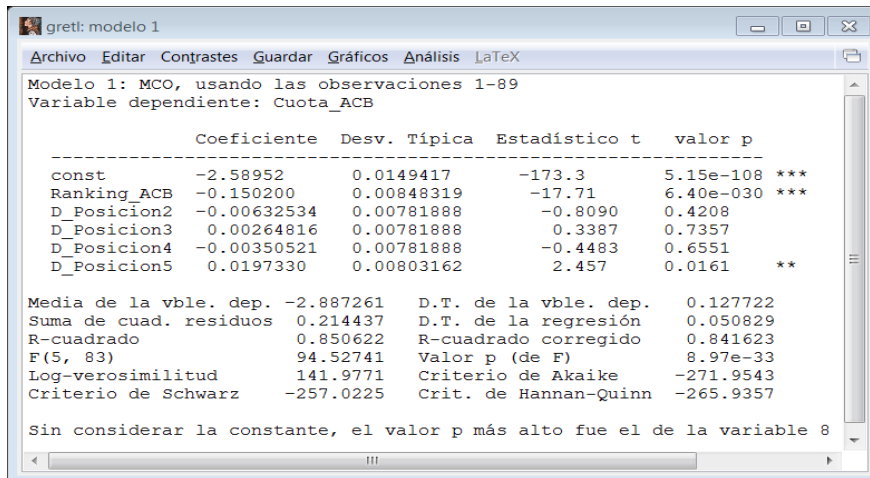 gretl: modelo 1
Archivo Editar Contrastes Guardar Gráficos Análisis LaTeX
Modelo 1: MCO, usando las observaciones 1-89
Variable dependiente: Cuota_ACB
Coeficiente Desv. Típica Estadístico t valor p
const -2.58952 0.0149417 -173.3 5.15e-108 ***
Ranking_ACB -0.150200 0.00848319 -17.71 6.40e-030 ***
D_Posicion2 -0.00632534 0.00781888 -0.8090 0.4208
D_Posicion3 0.00264816 0.00781888 0.3387 0.7357
D_Posicion4 -0.00350521 0.00781888 -0.4483 0.6551
D_Posicion5 0.0197330 0.00803162 2.457 0.0161 **
Media de la vble. dep. -2.887261 D.T. de la vble. dep. 0.127722
Suma de cuad. residuos 0.214437 D.T. de la regresión 0.050829
R-cuadrado 0.850622 R-cuadrado corregido 0.841623
F(5, 83) 94.52741 Valor p (de F) 8.97e-33
Log-verosimilitud 141.9771 Criterio de Akaike -271.9543
Criterio de Schwarz -257.0225 Crit. de Hannan-Quinn -265.9357
Sin considerar la constante, el valor p más alto fue el de la variable 8